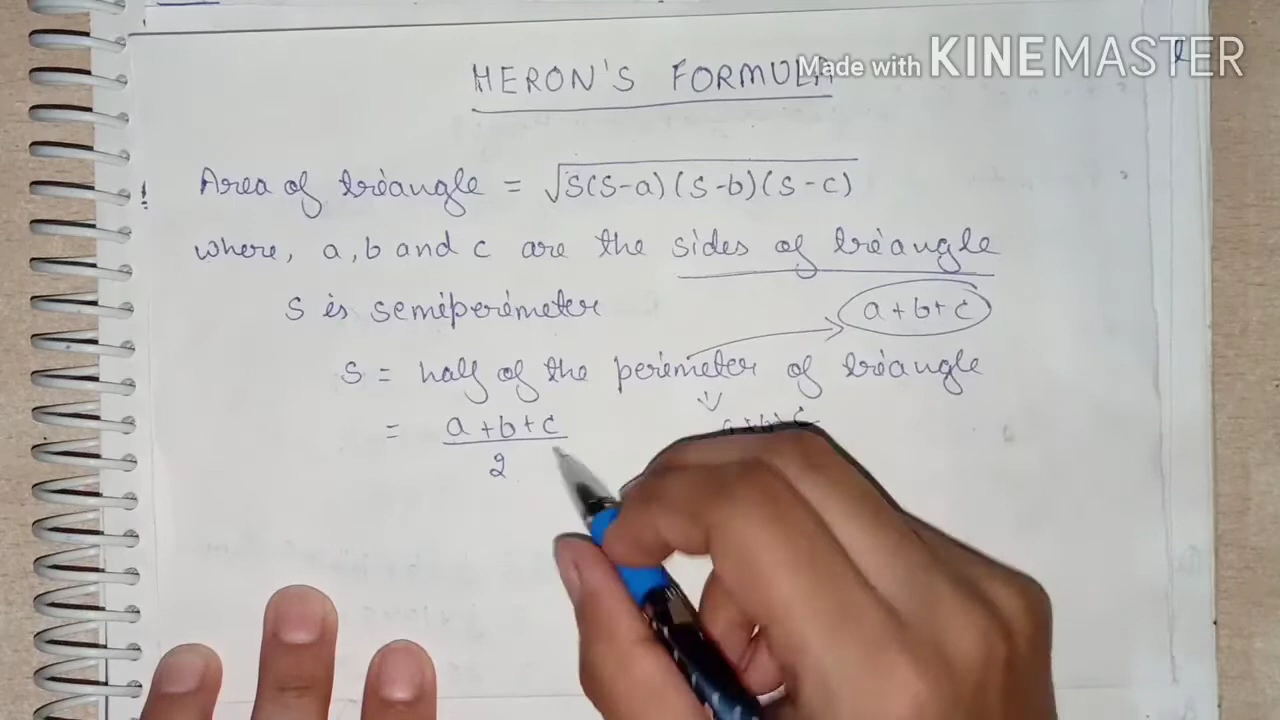 HERON'S FORMULA
Made with KINEMASTER
Area of triangle = √s(s-a)(s-b)(s-c)
where, a, b and c are the sides of triangle
s is semiperimeter
a+b+c
s = half of the perimeter of triangle
= a+b+c
a+b+c
2